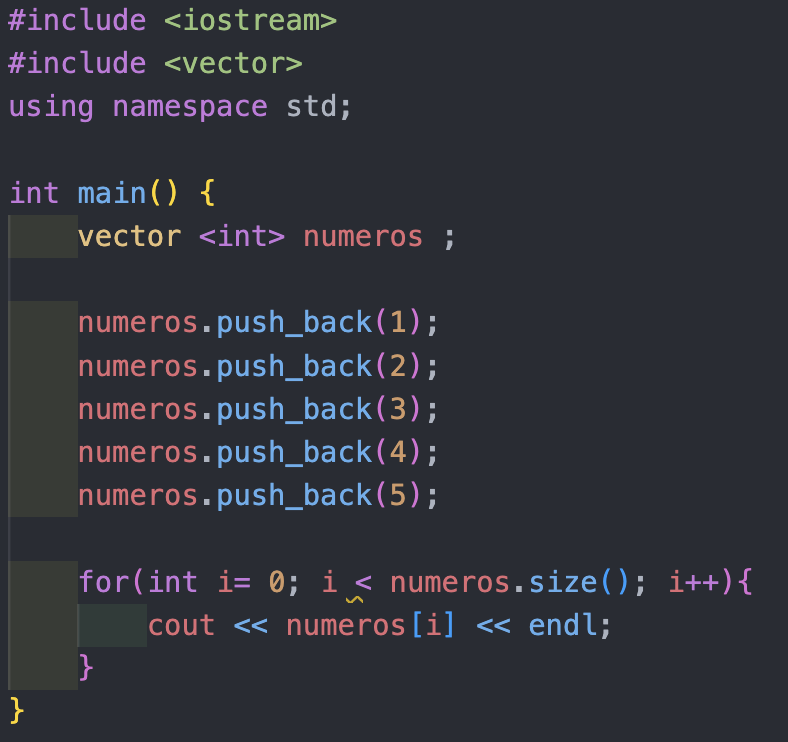 #include <iostream>
#include <vector>
using namespace std;

int main() {
    vector <int> numeros ;

    numeros.push_back(1);
    numeros.push_back(2);
    numeros.push_back(3);
    numeros.push_back(4);
    numeros.push_back(5);

    for(int i= 0; i < numeros.size(); i++){
        cout << numeros[i] << endl;
    }
}